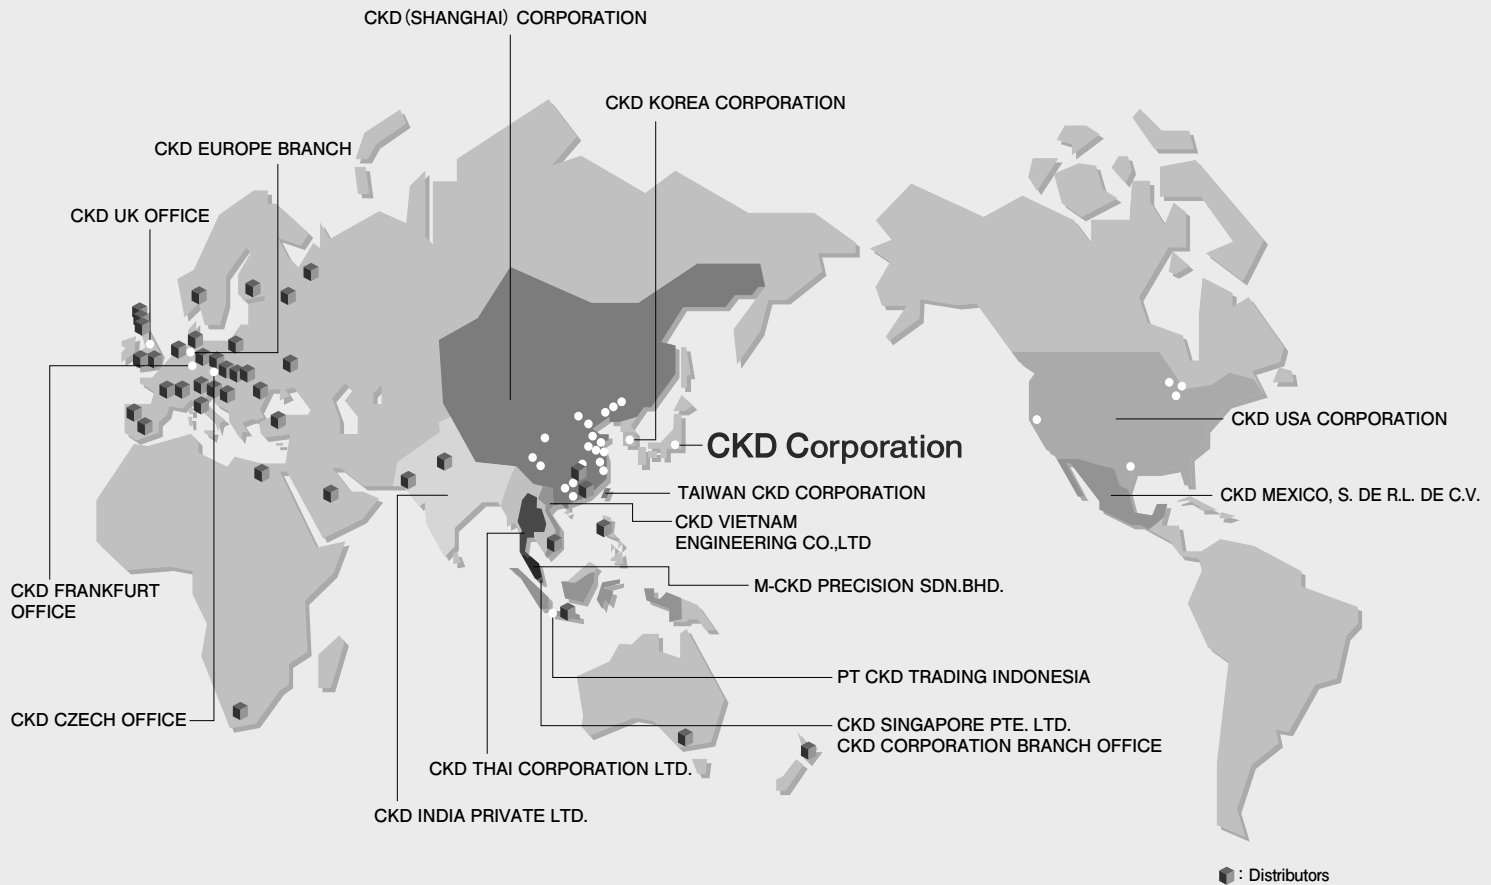 CKD(SHANGHAI) CORPORATION
CKD KOREA CORPORATION
CKD EUROPE BRANCH
CKD UK OFFICE
CKD USA CORPORATION
CKD Corporation
TAIWAN CKD CORPORATION
CKD MEXICO, S. DE R.L. DE C.V.
CKD VIETNAM
ENGINEERING CO.,LTD
M-CKD PRECISION SDN.BHD.
CKD FRANKFURT
OFFICE
PT CKD TRADING INDONESIA
CKD CZECH OFFICE
CKD SINGAPORE PTE. LTD.
CKD CORPORATION BRANCH OFFICE
CKD THAI CORPORATION LTD.
CKD INDIA PRIVATE LTD.
: Distributors